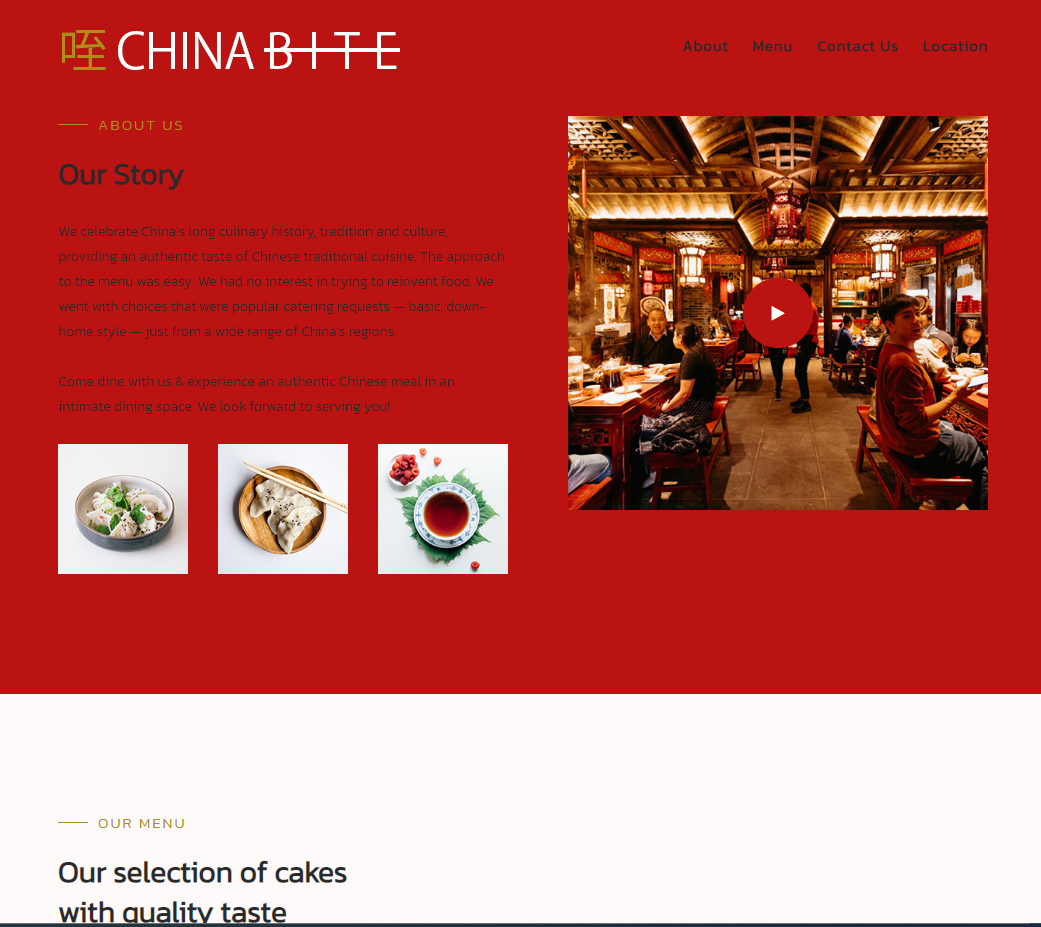 咥 CHINA BITE
About Menu Contact Us Location
ABOUT US
Our Story
We celebrate China's long culinary history, tradition and culture,
providing an authentic taste of Chinese traditional cuisine. The approach
to the menu was easy. We had no interest in trying to reinvent food. We
went with choices that were popular catering requests — basic, down-
home style — just from a wide range of China's regions.
Come dine with us & experience an authentic Chinese meal in an
intimate dining space. We look forward to serving you!
OUR MENU
Our selection of cakes
with quality taste